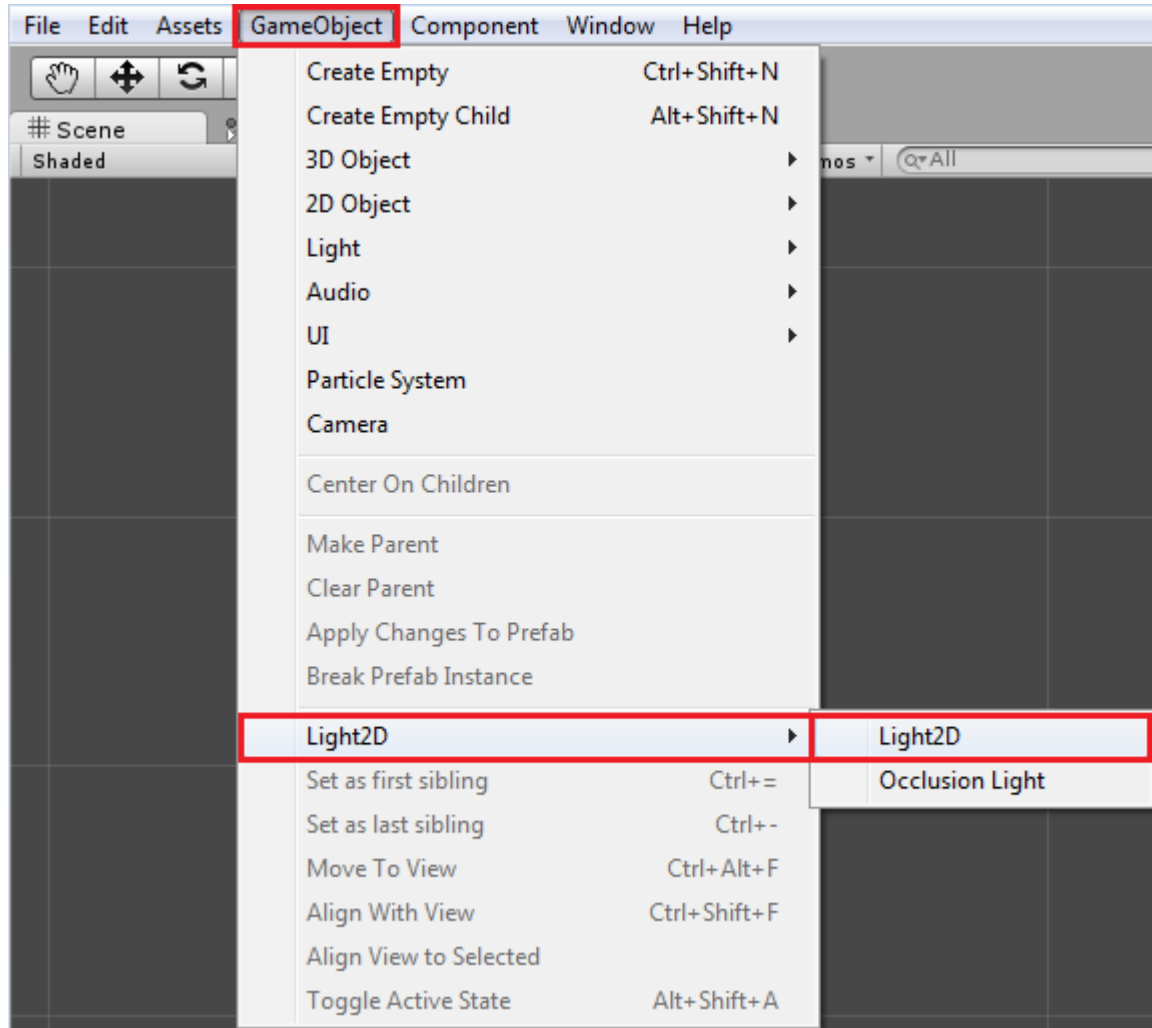 File Edit Assets GameObject Component Window Help
# Scene
Shaded
mos
All
Create Empty Ctrl+Shift+N
Create Empty Child Alt+Shift+N
3D Object
2D Object
Light
Audio
UI
Particle System
Camera
Center On Children
Make Parent
Clear Parent
Apply Changes To Prefab
Break Prefab Instance
Light2D
Light2D
Occlusion Light
Set as first sibling Ctrl+=
Set as last sibling Ctrl+-
Move To View Ctrl+Alt+F
Align With View Ctrl+Shift+F
Align View to Selected
Toggle Active State Alt+Shift+A